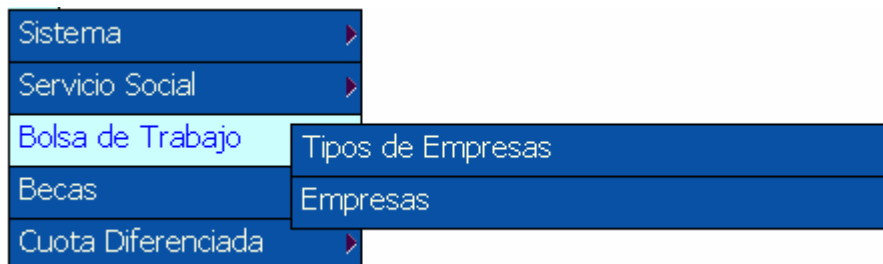 Sistema
Servicio Social
Bolsa de Trabajo
Tipos de Empresas
Becas
Empresas
Cuota Diferenciada